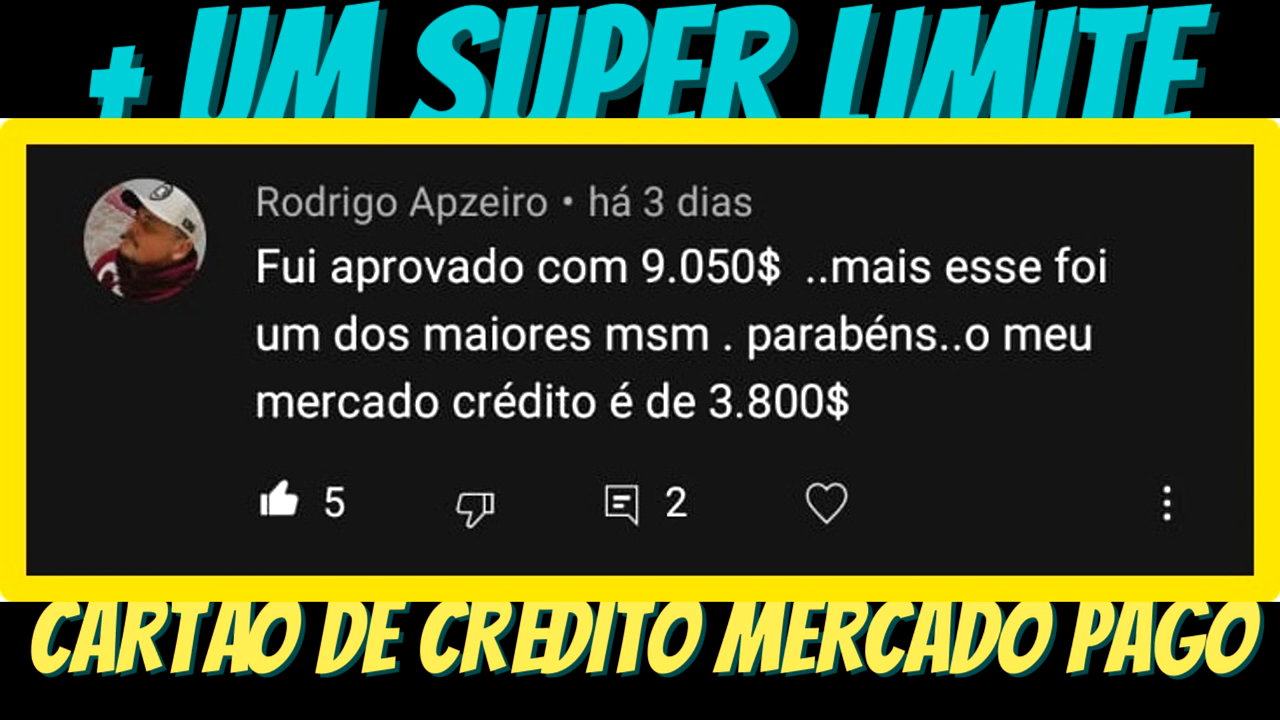 + UM SUPER LIMITE
Rodrigo Apzeiro • há 3 dias
Fui aprovado com 9.050$ ..mais esse foi
um dos maiores msm . parabéns..o meu
mercado crédito é de 3.800$
5 2
CARTÃO DE CRÉDITO MERCADO PAGO